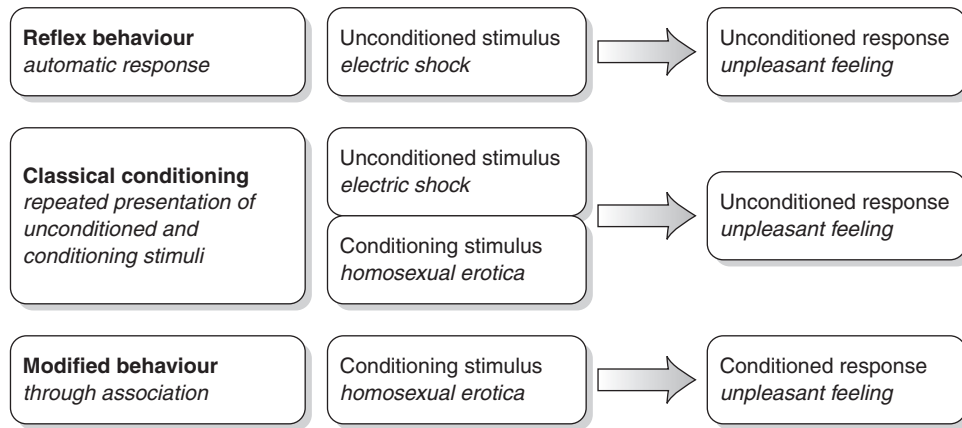 Reflex behaviour
automatic response
Unconditioned stimulus
electric shock
Unconditioned response
unpleasant feeling
Classical conditioning
repeated presentation of
unconditioned and
conditioning stimuli
Unconditioned stimulus
electric shock
Conditioning stimulus
homosexual erotica
Unconditioned response
unpleasant feeling
Modified behaviour
through association
Conditioning stimulus
homosexual erotica
Conditioned response
unpleasant feeling